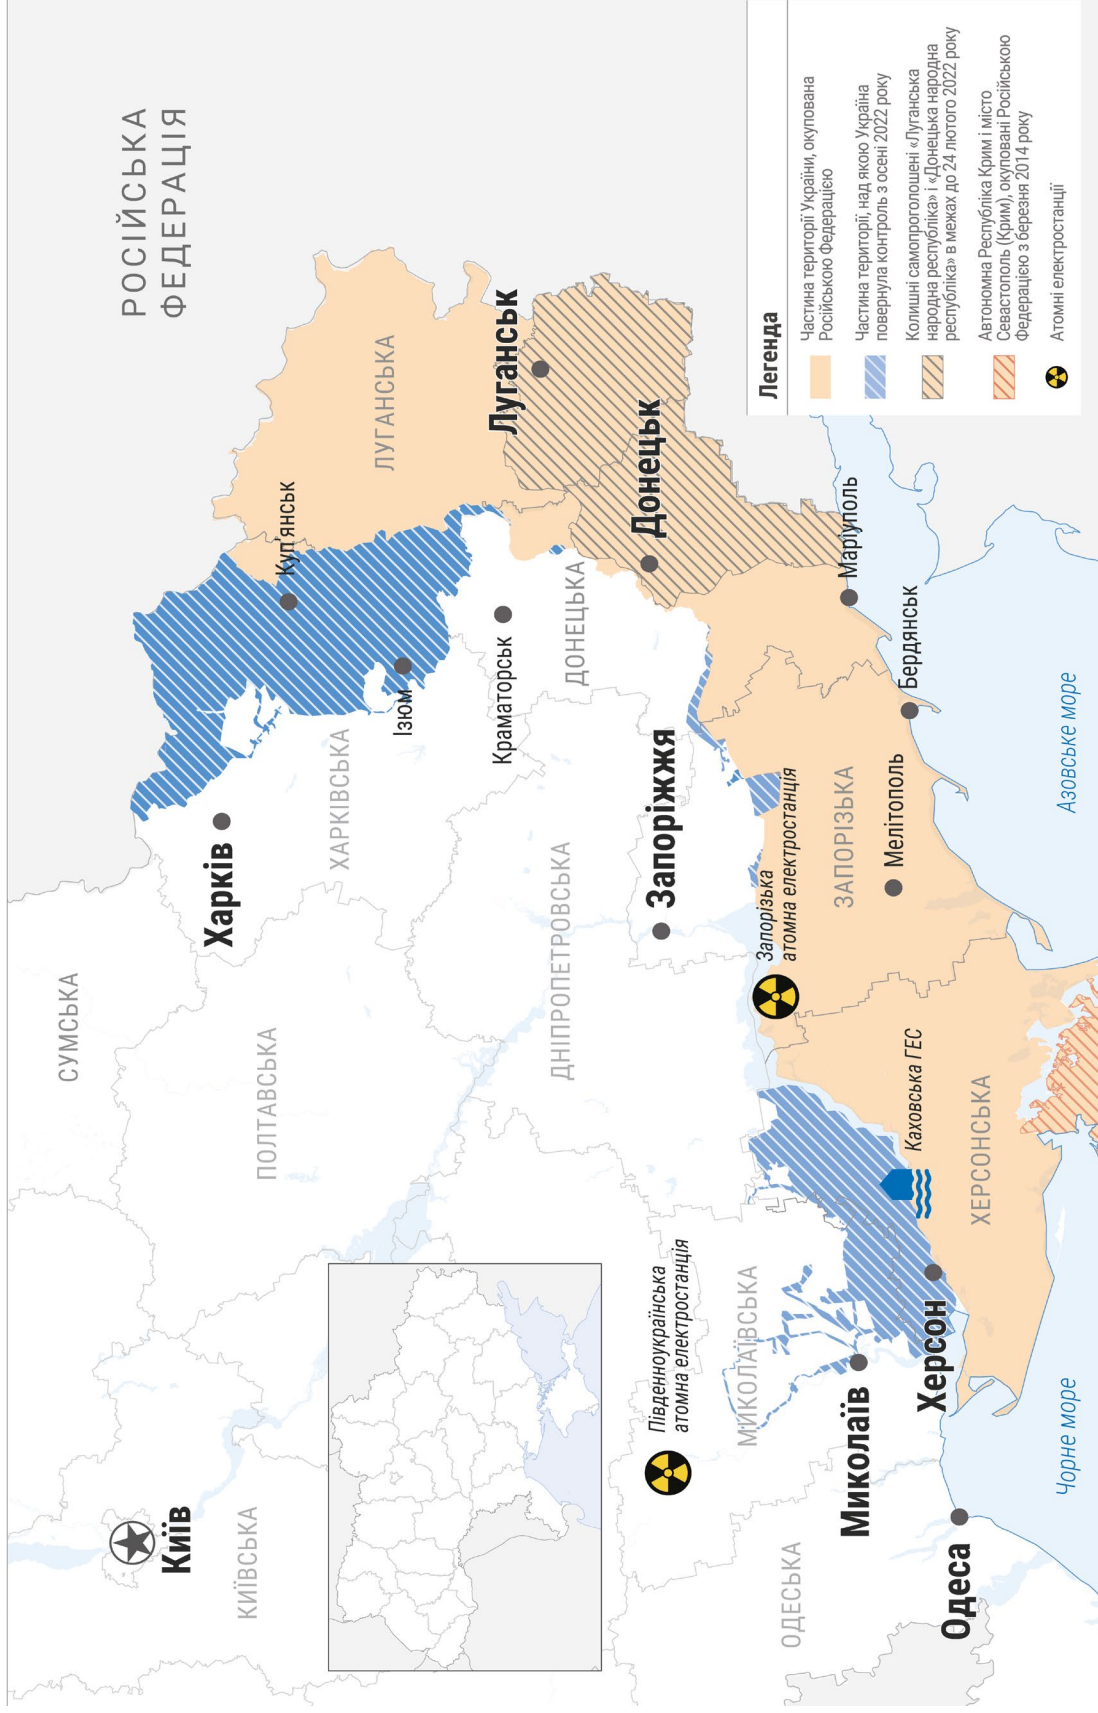 РОСІЙСЬКА
ФЕДЕРАЦІЯ
СУМСЬКА
Київ
КИЇВСЬКА
ПОЛТАВСЬКА
Харків
ХАРКІВСЬКА
Куп'янськ
Ізюм
ЛУГАНСЬКА
Луганськ
Краматорськ
ДОНЕЦЬКА
Донецьк
ДНІПРОПЕТРОВСЬКА
Запоріжжя
Південноукраїнська
атомна електростанція
МИКОЛАЇВСЬКА
Запорізька
атомна електростанція
ЗАПОРІЗЬКА
Маріуполь
Бердянськ
Мелітополь
ОДЕСЬКА
Миколаїв
Каховська ГЕС
Херсон
ХЕРСОНСЬКА
Одеса
Чорне море
Азовське море
Легенда
Частина території України, окупована
Російською Федерацією
Частина території, над якою Україна
повернула контроль з осені 2022 року
Колишні самопроголошені «Луганська
народна республіка» і «Донецька народна
республіка» в межах до 24 лютого 2022 року
Автономна Республіка Крим і місто
Севастополь (Крим), окуповані Російською
Федерацією з березня 2014 року
Атомні електростанції